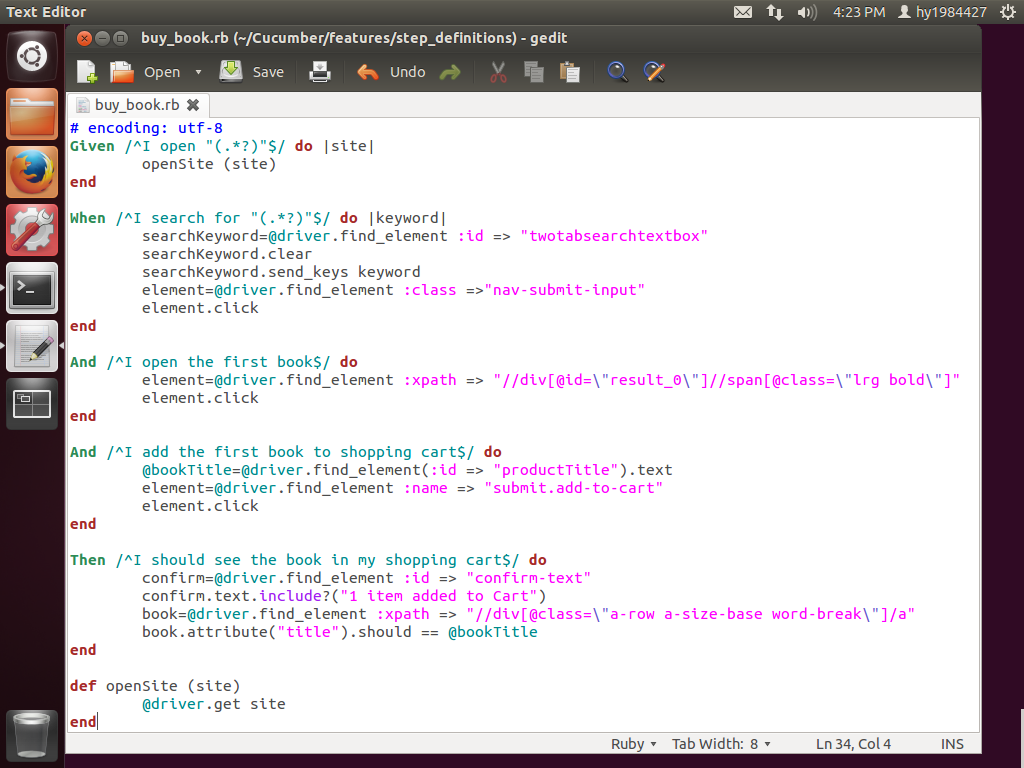 Text Editor
4:23 PM
hy1984427
buy_book.rb (~/Cucumber/features/step_definitions) - gedit
Open
Save
Undo
buy_book.rb
# encoding: utf-8
Given /^I open "(.*?)"$/ do |site|
        openSite (site)
end

When /^I search for "(.*?)"$/ do |keyword|
        searchKeyword=@driver.find_element :id => "twotabsearchtextbox"
        searchKeyword.clear
        searchKeyword.send_keys keyword
        element=@driver.find_element :class =>"nav-submit-input"
        element.click
end

And /^I open the first book$/ do
        element=@driver.find_element :xpath => "//div[@id=\"result_0\"]//span[@class=\"lrg bold\"]"
        element.click
end

And /^I add the first book to shopping cart$/ do
        @bookTitle=@driver.find_element(:id => "productTitle").text
        element=@driver.find_element :name => "submit.add-to-cart"
        element.click
end

Then /^I should see the book in my shopping cart$/ do
        confirm=@driver.find_element :id => "confirm-text"
        confirm.text.include?("1 item added to Cart")
        book=@driver.find_element :xpath => "//div[@class=\"a-row a-size-base word-break\"]/a"
        book.attribute("title").should == @bookTitle
end

def openSite (site)
        @driver.get site
end
Ruby
Tab Width: 8
Ln 34, Col 4
INS